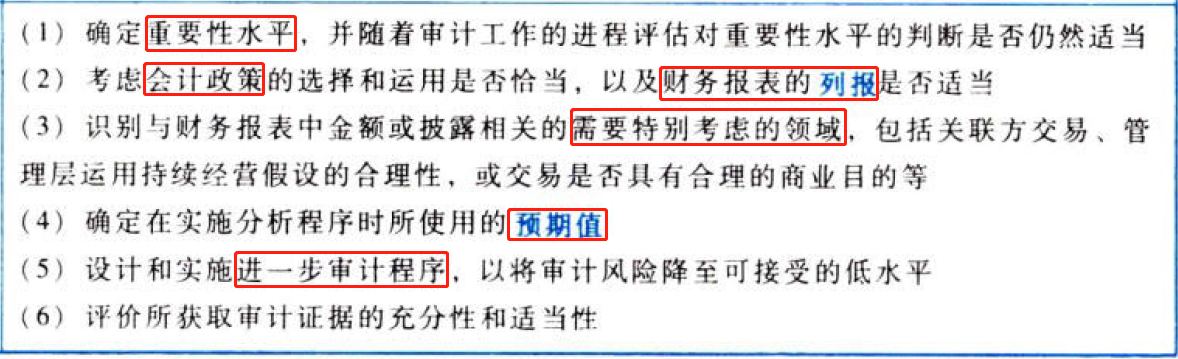 (1) 确定重要性水平，并随着审计工作的进程评估对重要性水平的判断是否仍然适当
(2) 考虑会计政策的选择和运用是否恰当，以及财务报表的列报是否适当
(3) 识别与财务报表中金额或披露相关的需要特别考虑的领域，包括关联方交易、管
理层运用持续经营假设的合理性，或交易是否具有合理的商业目的等
(4) 确定在实施分析程序时所使用的预期值
(5) 设计和实施进一步审计程序，以将审计风险降至可接受的低水平
(6) 评价所获取审计证据的充分性和适当性